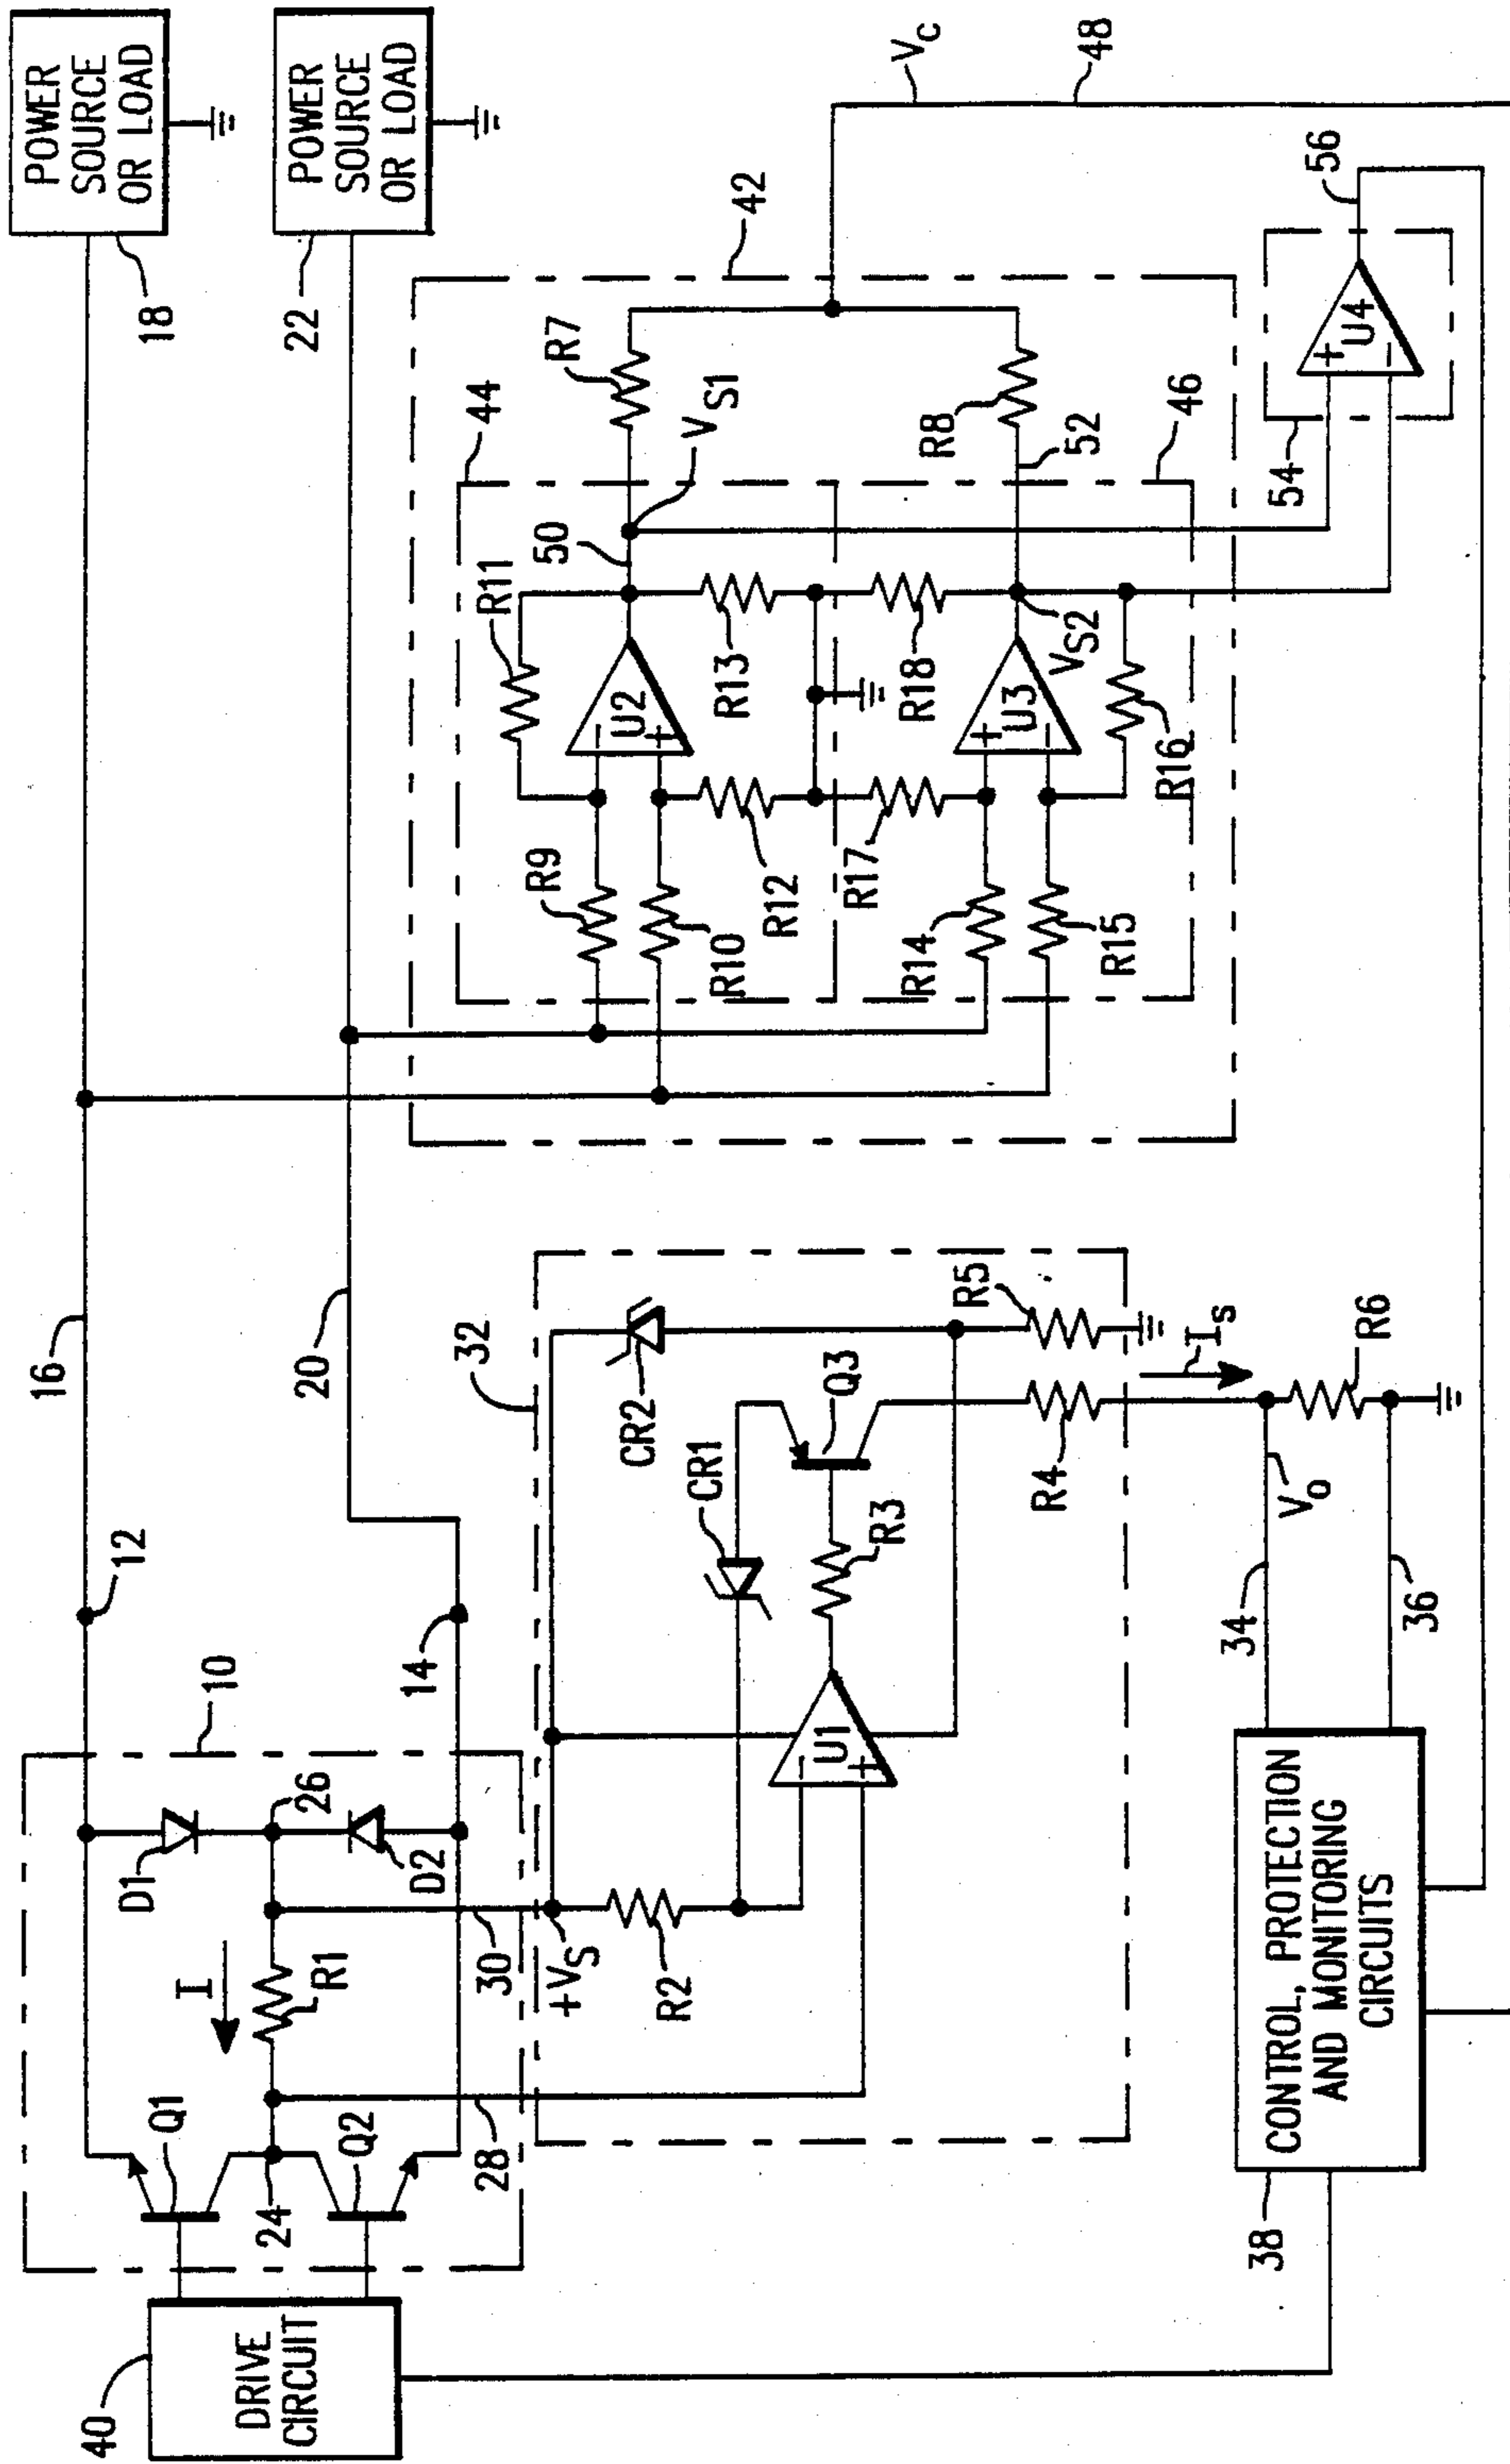 POWER
SOURCE
OR LOAD
18
POWER
SOURCE
OR LOAD
22
16
20
12
14
10
D1
26
D2
I
R1
Q1
24
Q2
28
30
40
DRIVE
CIRCUIT
+VS
R2
32
CR2
CR1
U1
−
+
R3
Q3
R4
R5
Is
Vo
R6
34
36
38
CONTROL, PROTECTION
AND MONITORING
CIRCUITS
42
44
R9
R10
R11
U2
−
+
R12
R13
50
VS1
R7
46
R14
R15
R17
R18
U3
+
−
R16
VS2
52
R8
VC
48
54
U4
+
−
56